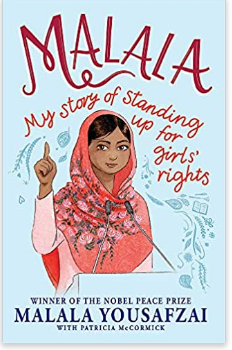 MALALA
My Story of Standing
up for
girls'
rights
WINNER OF THE NOBEL PEACE PRIZE
MALALA YOUSAFZAI
WITH PATRICIA McCORMICK